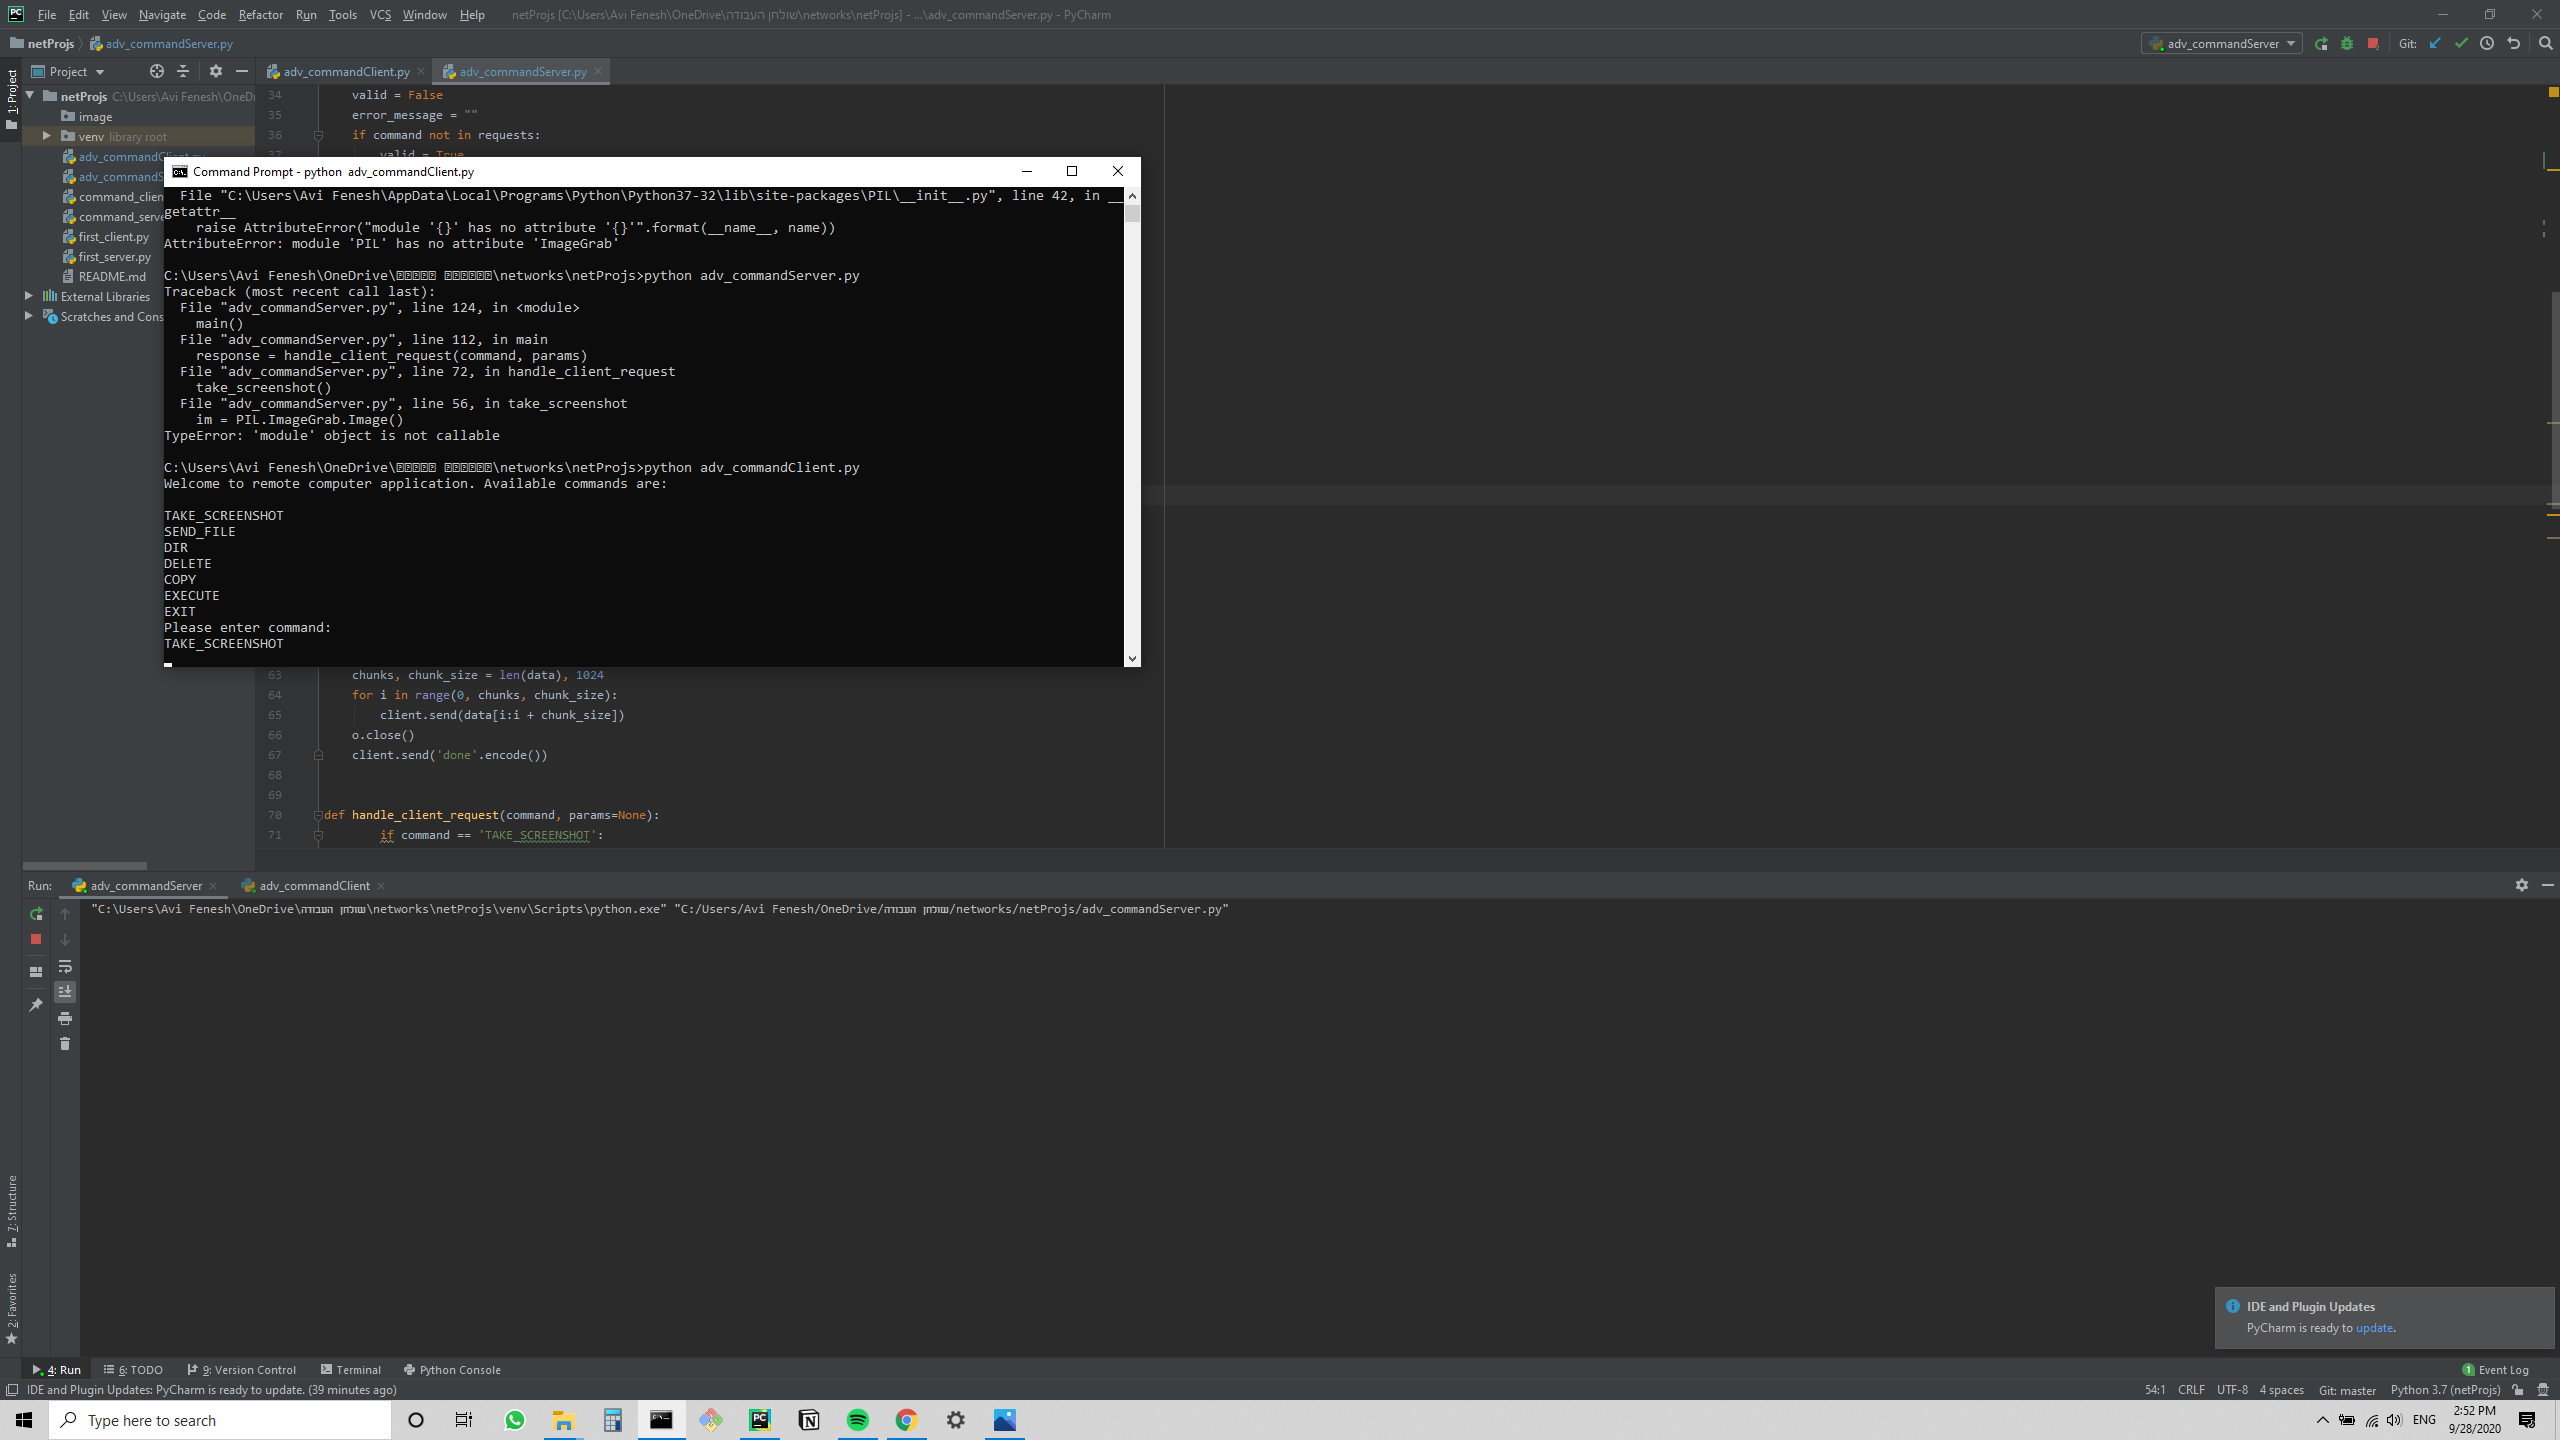 File Edit View Navigate Code Refactor Run Tools VCS Window Help netProjs [C:\Users\Avi Fenesh\OneDrive\שולחן העבודה\networks\netProjs] - ...\adv_commandServer.py - PyCharm
netProjs adv_commandServer.py
adv_commandServer Git:
1: Project
Project
adv_commandClient.py adv_commandServer.py
netProjs C:\Users\Avi Fenesh\OneDr
image
venv library root
adv_commandClient.py
adv_commandS
command_clien
command_serve
first_client.py
first_server.py
README.md
External Libraries
Scratches and Cons
34 valid = False
35 error_message = ""
36 if command not in requests:
37 valid = True
Command Prompt - python adv_commandClient.py
File "C:\Users\Avi Fenesh\AppData\Local\Programs\Python\Python37-32\lib\site-packages\PIL\__init__.py", line 42, in __
getattr__
raise AttributeError("module '{}' has no attribute '{}'".format(__name__, name))
AttributeError: module 'PIL' has no attribute 'ImageGrab'
C:\Users\Avi Fenesh\OneDrive\ \networks\netProjs>python adv_commandServer.py
Traceback (most recent call last):
File "adv_commandServer.py", line 124, in <module>
main()
File "adv_commandServer.py", line 112, in main
response = handle_client_request(command, params)
File "adv_commandServer.py", line 72, in handle_client_request
take_screenshot()
File "adv_commandServer.py", line 56, in take_screenshot
im = PIL.ImageGrab.Image()
TypeError: 'module' object is not callable
C:\Users\Avi Fenesh\OneDrive\ \networks\netProjs>python adv_commandClient.py
Welcome to remote computer application. Available commands are:
TAKE_SCREENSHOT
SEND_FILE
DIR
DELETE
COPY
EXECUTE
EXIT
Please enter command:
TAKE_SCREENSHOT
63 chunks, chunk_size = len(data), 1024
64 for i in range(0, chunks, chunk_size):
65 client.send(data[i:i + chunk_size])
66 o.close()
67 client.send('done'.encode())
68
69
70 def handle_client_request(command, params=None):
71 if command == 'TAKE_SCREENSHOT':
Run: adv_commandServer adv_commandClient
"C:\Users\Avi Fenesh\OneDrive\שולחן העבודה\networks\netProjs\venv\Scripts\python.exe" "C:/Users/Avi Fenesh/OneDrive/שולחן העבודה/networks/netProjs/adv_commandServer.py"
7: Structure
2: Favorites
IDE and Plugin Updates
PyCharm is ready to update.
4: Run 6: TODO 9: Version Control Terminal Python Console 1 Event Log
IDE and Plugin Updates: PyCharm is ready to update. (39 minutes ago) 54:1 CRLF UTF-8 4 spaces Git: master Python 3.7 (netProjs)
Type here to search
ENG
2:52 PM
9/28/2020